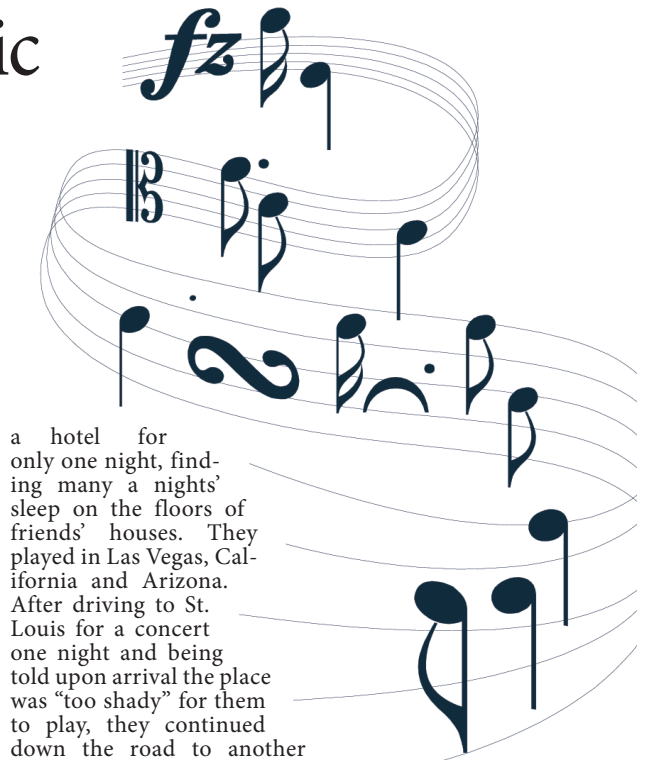 ic
fz
a hotel for
only one night, find-
ing many a nights’
sleep on the floors of
friends’ houses. They
played in Las Vegas, Cal-
ifornia and Arizona.
After driving to St.
Louis for a concert
one night and being
told upon arrival the place
was “too shady” for them
to play, they continued
down the road to another